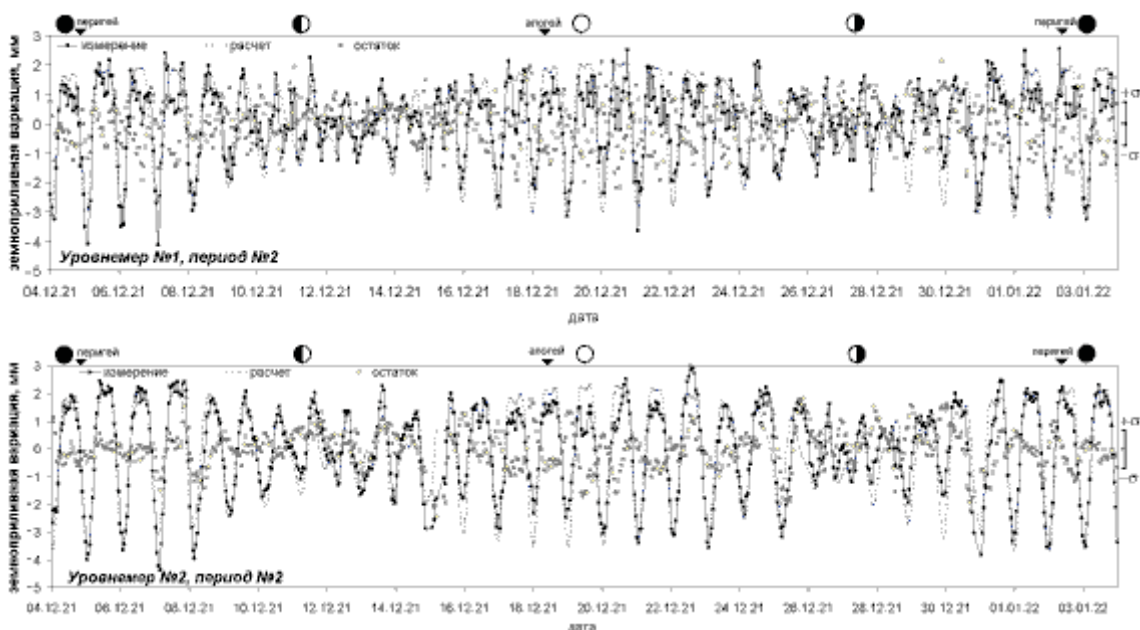 перигей апогей перигей
измерение расчет остаток
земноприливная вариация, мм
3
2
1
0
−1
−2
−3
−4
−5
+σ
-σ
Уровнемер №1, период №2
04.12.21 06.12.21 08.12.21 10.12.21 12.12.21 14.12.21 16.12.21 18.12.21 20.12.21 22.12.21 24.12.21 26.12.21 28.12.21 30.12.21 01.01.22 03.01.22
дата
перигей апогей перигей
измерение расчет остаток
земноприливная вариация, мм
3
2
1
0
−1
−2
−3
−4
−5
+σ
-σ
Уровнемер №2, период №2
04.12.21 06.12.21 08.12.21 10.12.21 12.12.21 14.12.21 16.12.21 18.12.21 20.12.21 22.12.21 24.12.21 26.12.21 28.12.21 30.12.21 01.01.22 03.01.22
дата